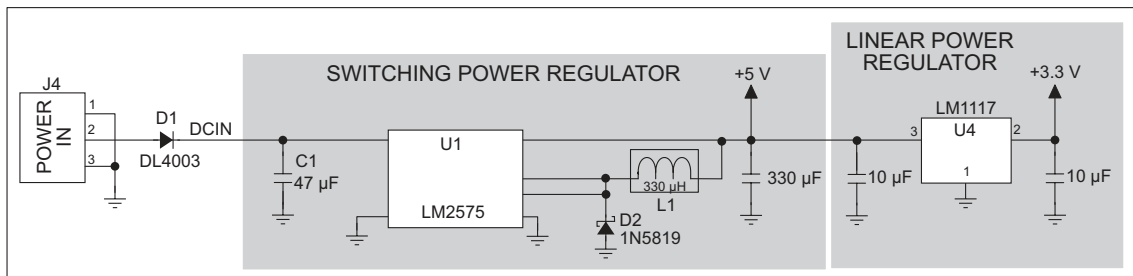 J4
POWER
IN
1
2
3
D1
DL4003
DCIN
SWITCHING POWER REGULATOR
C1
47 µF
U1
LM2575
330 µH
L1
D2
1N5819
+5 V
330 µF
LINEAR POWER
REGULATOR
+3.3 V
LM1117
3
U4
2
1
10 µF
10 µF